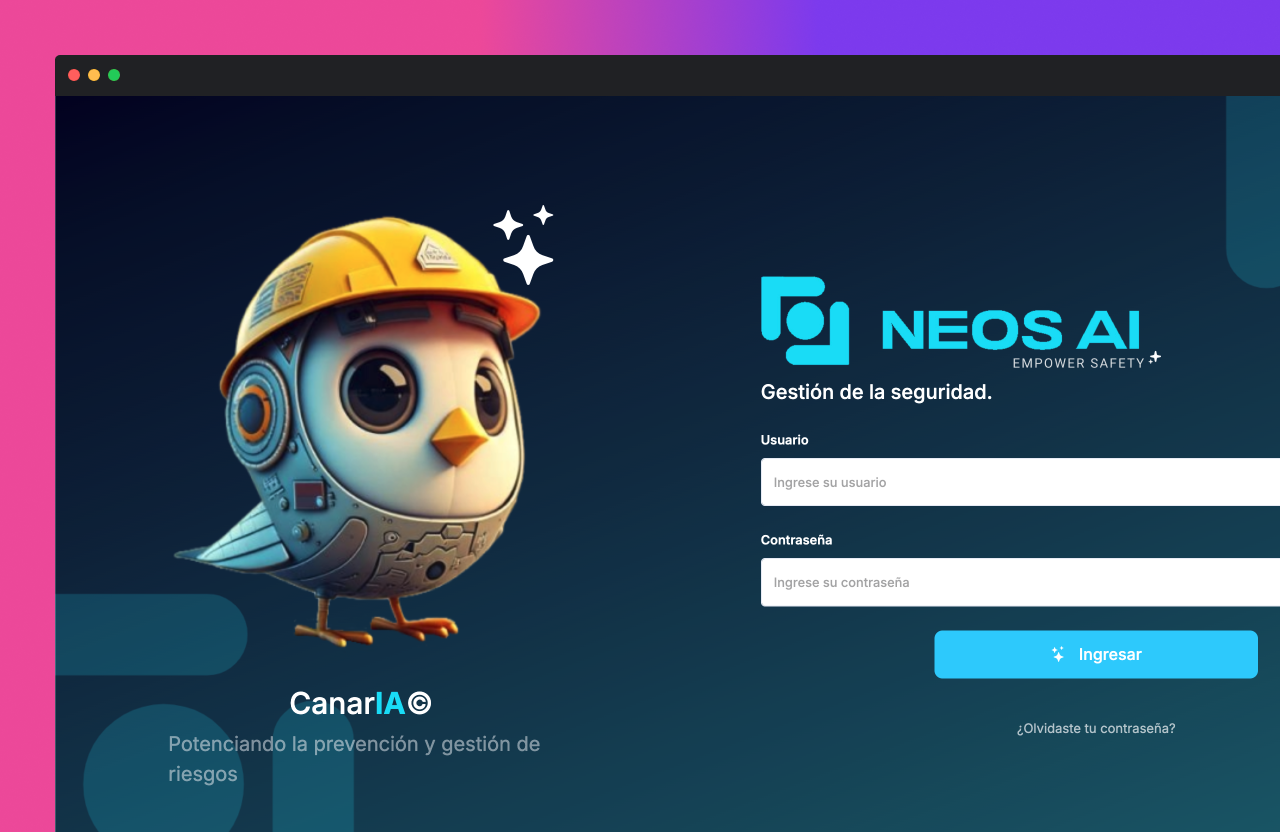 CanarIA©
Potenciando la prevención y gestión de
riesgos
NEOS AI
EMPOWER SAFETY
Gestión de la seguridad.
Usuario
Ingrese su usuario
Contraseña
Ingrese su contraseña
Ingresar
¿Olvidaste tu contraseña?